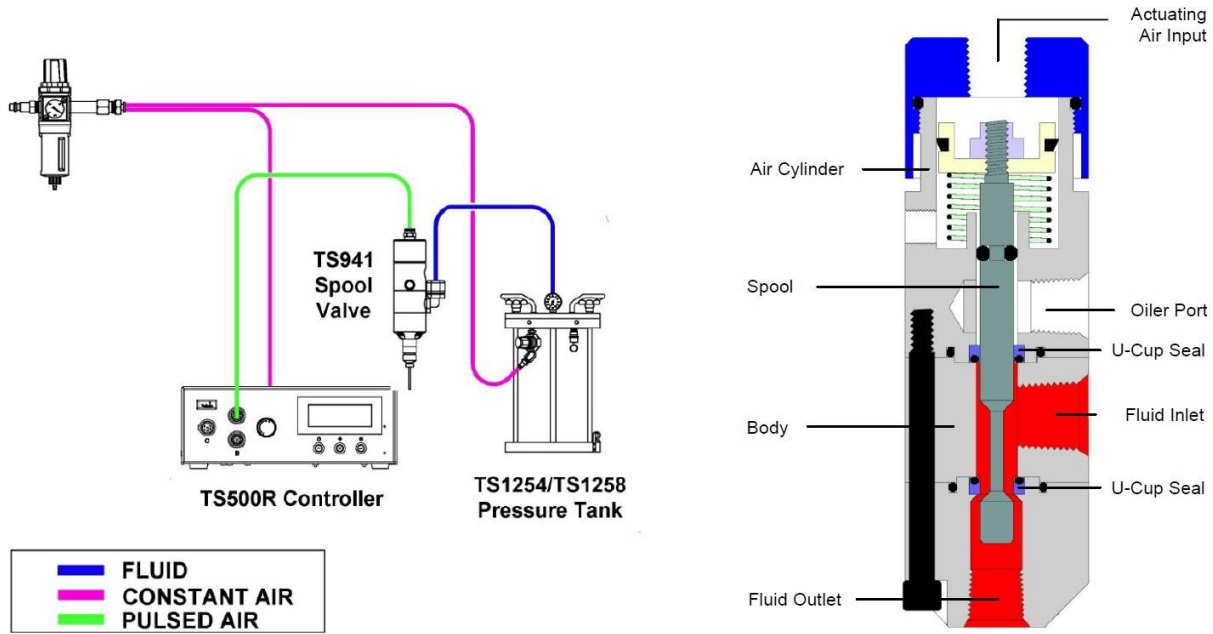 TS941
Spool
Valve
TS500R Controller
TS1254/TS1258
Pressure Tank
FLUID
CONSTANT AIR
PULSED AIR
Actuating
Air Input
Air Cylinder
Spool
Oiler Port
U-Cup Seal
Fluid Inlet
Body
U-Cup Seal
Fluid Outlet